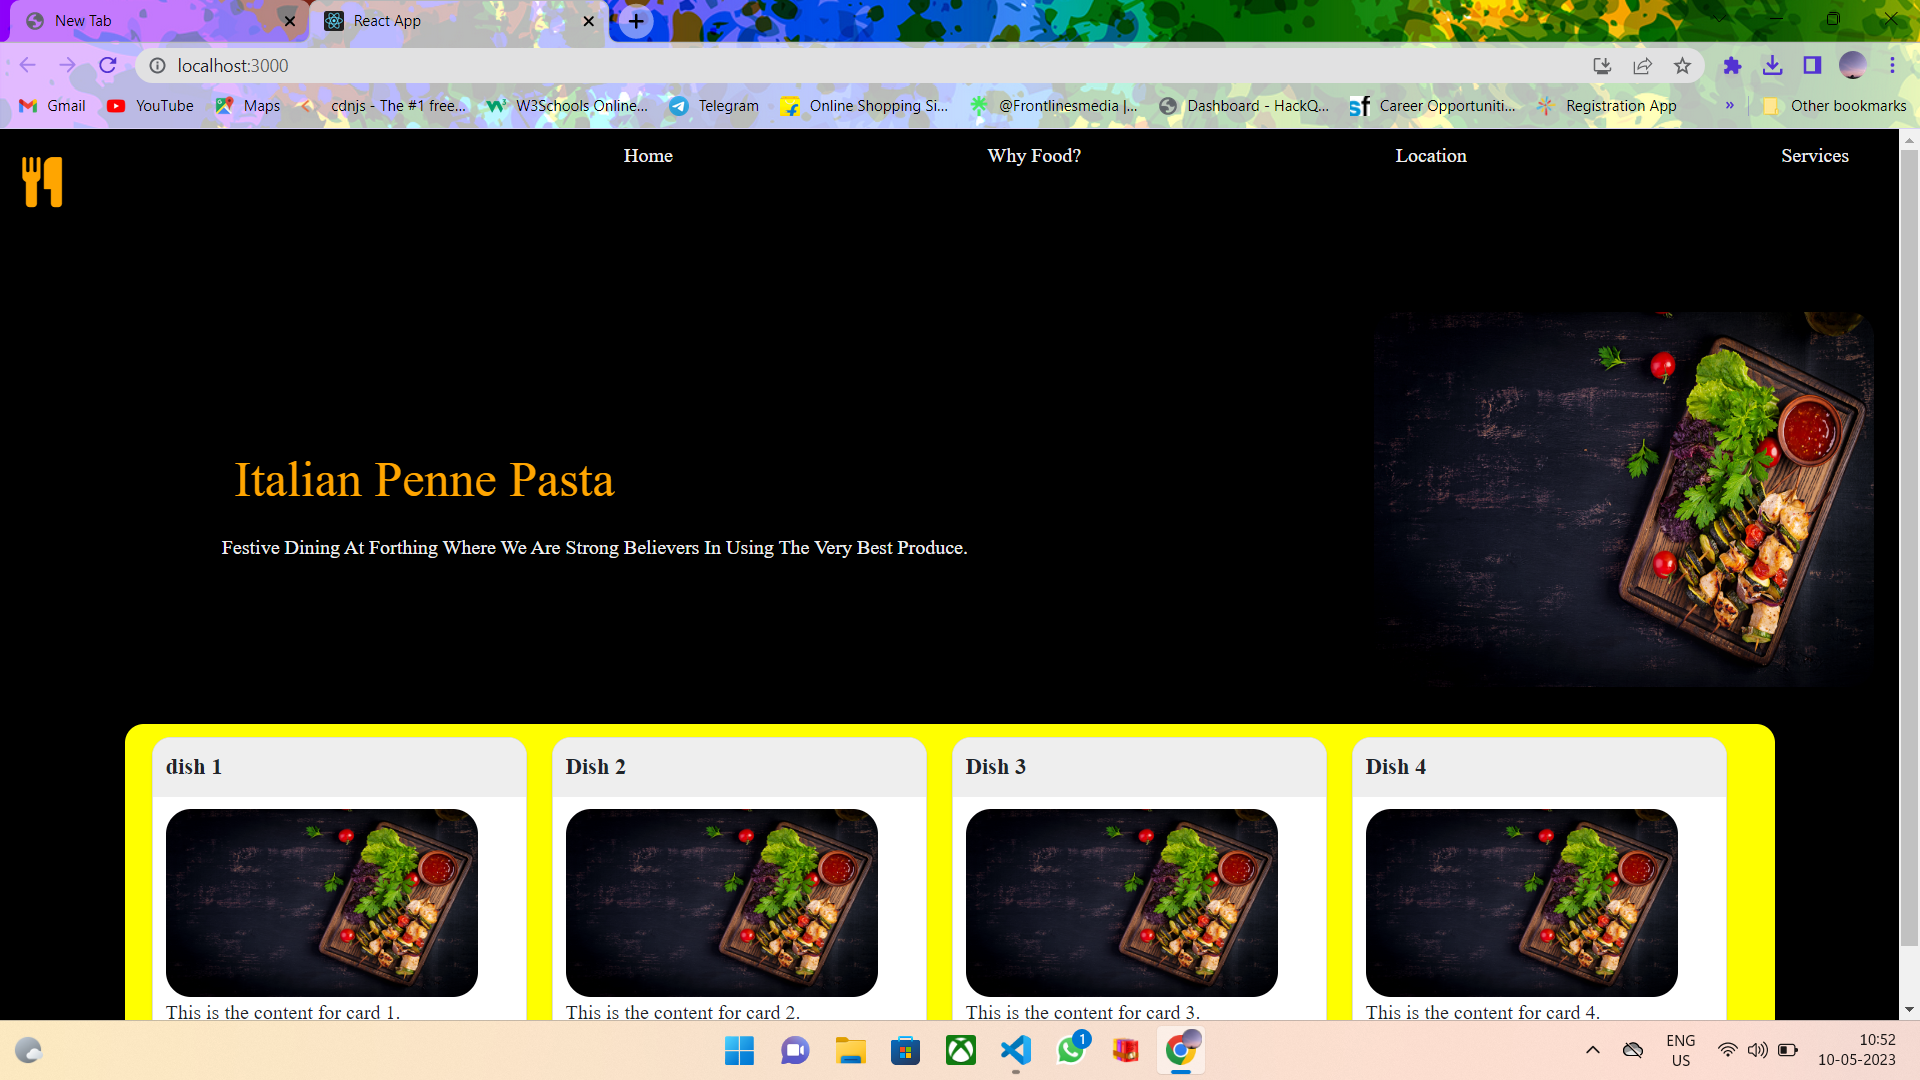 New Tab
React App
localhost:3000
Gmail
YouTube
Maps
cdnjs - The #1 free...
W3Schools Online...
Telegram
Online Shopping Si...
@Frontlinesmedia |...
Dashboard - HackQ...
sf Career Opportuniti...
Registration App
»
Other bookmarks
Home
Why Food?
Location
Services
Italian Penne Pasta
Festive Dining At Forthing Where We Are Strong Believers In Using The Very Best Produce.
dish 1
Dish 2
Dish 3
Dish 4
This is the content for card 1.
This is the content for card 2.
This is the content for card 3.
This is the content for card 4.
1
ENG
US
10:52
10-05-2023